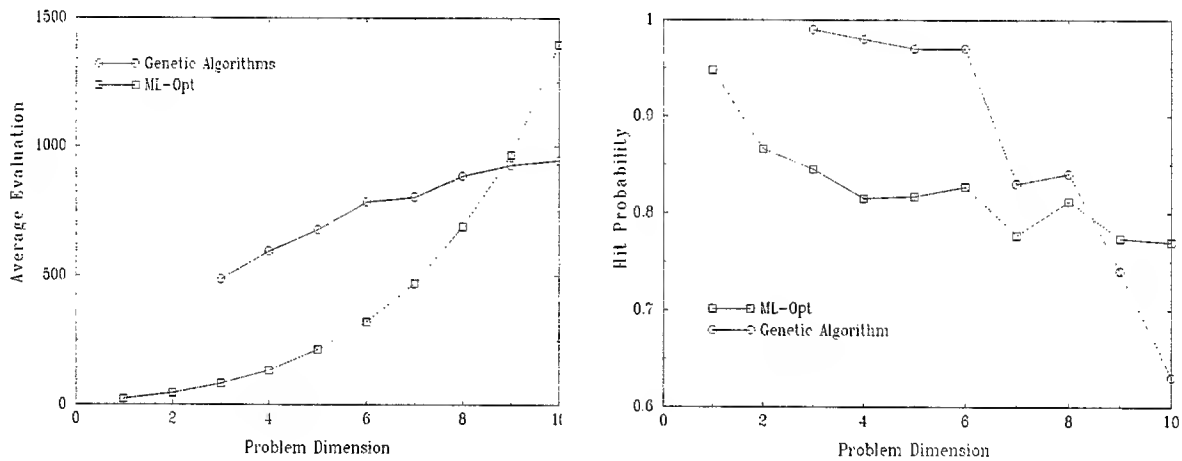 1500
1000
500
0
0
2
4
6
8
10
Average Evaluation
Problem Dimension
Genetic Algorithms
ML-Opt
1
0.9
0.8
0.7
0.6
0
2
4
6
8
10
Hit Probability
Problem Dimension
ML-Opt
Genetic Algorithm